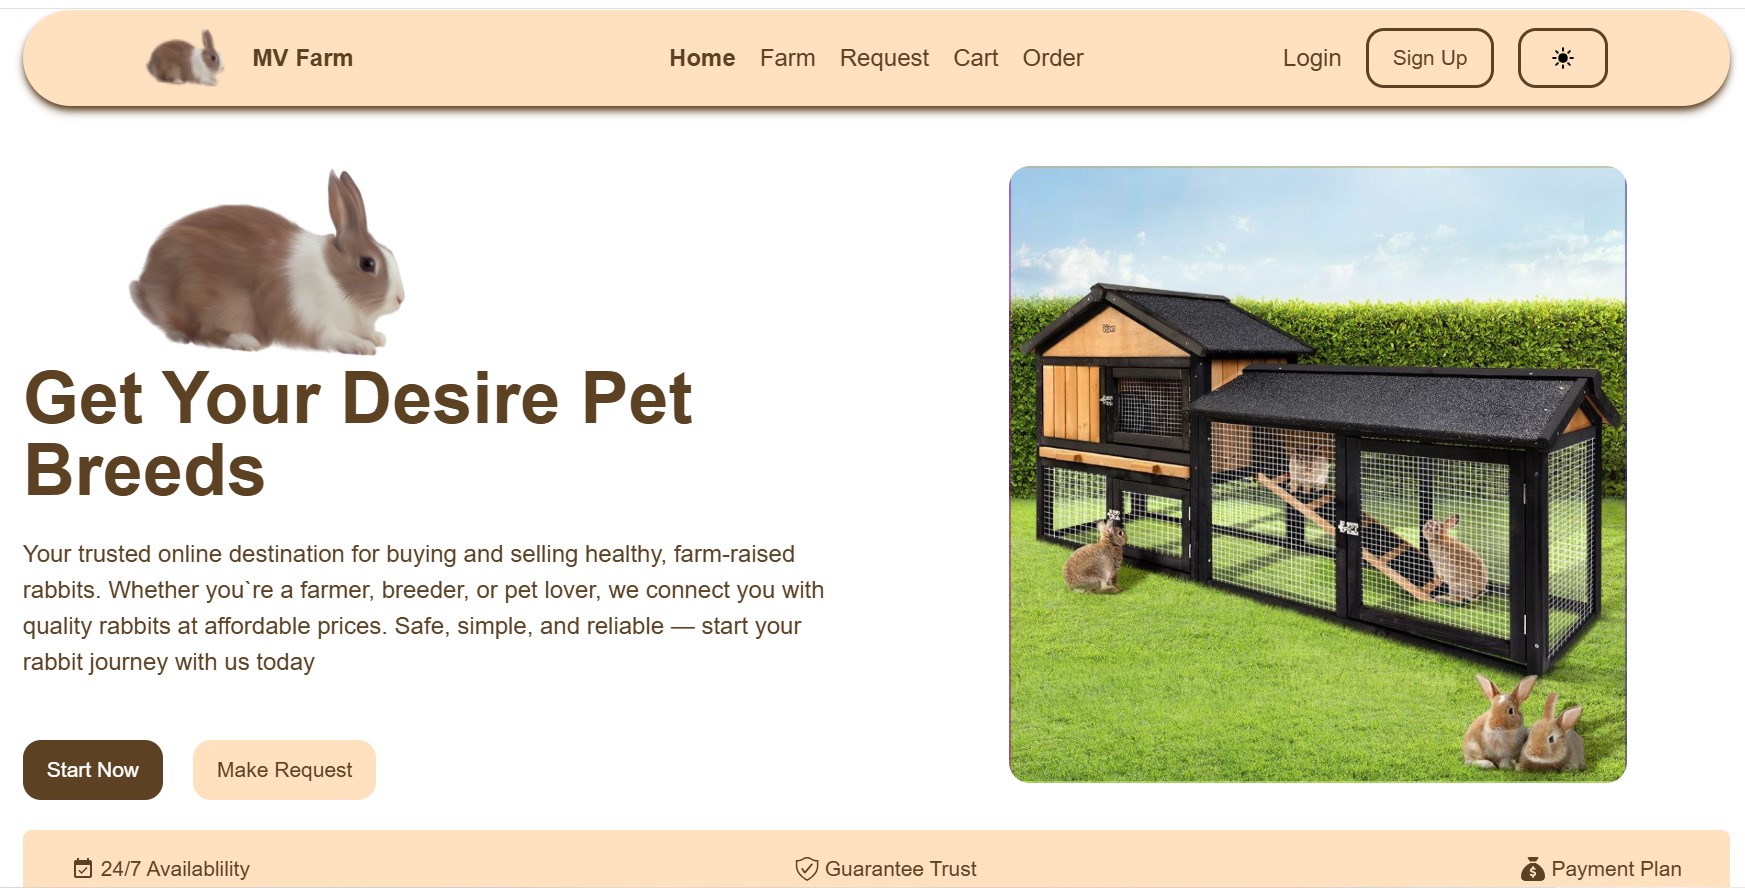 MV Farm
Home Farm Request Cart Order
Login Sign Up
Get Your Desire Pet
Breeds
Your trusted online destination for buying and selling healthy, farm-raised
rabbits. Whether you`re a farmer, breeder, or pet lover, we connect you with
quality rabbits at affordable prices. Safe, simple, and reliable — start your
rabbit journey with us today
Start Now Make Request
24/7 Availablility Guarantee Trust Payment Plan